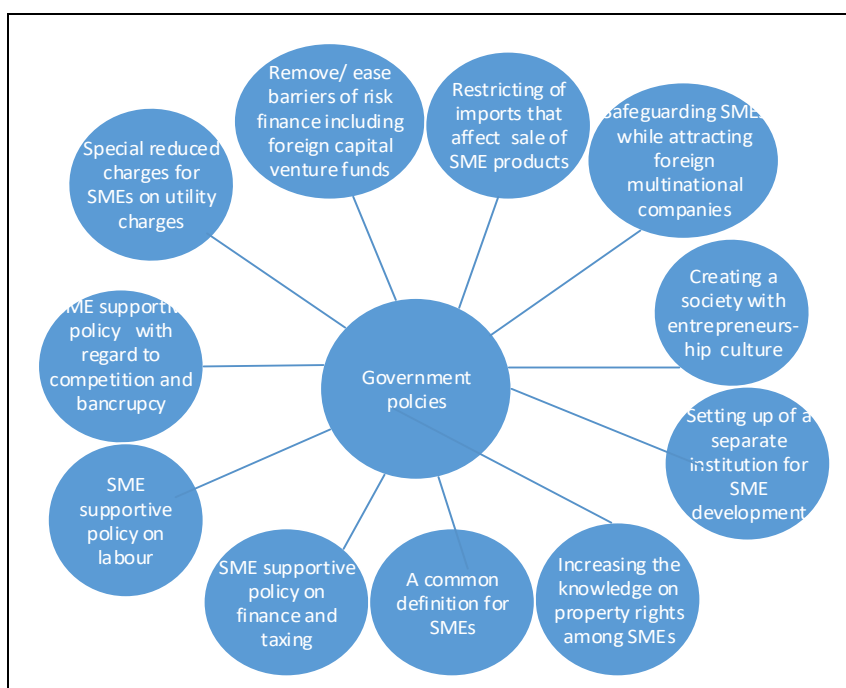 Remove/ ease
barriers of risk
finance including
foreign capital
venture funds
Restricting
of imports that
affect sale of
SME products
Safeguarding SMEs
while attracting
foreign
multinational
companies
Special reduced
charges for
SMEs on utility
charges
Creating a
society with
entrepreneurs-
hip culture
SME supportive
policy with
regard to
competition and
bancrupcy
Government
polcies
Setting up of a
separate
institution for
SME
development
SME
supportive
policy on
labour
SME supportive
policy on
finance and
taxing
A common
definition for
SMEs
Increasing the
knowledge on
property rights
among SMEs